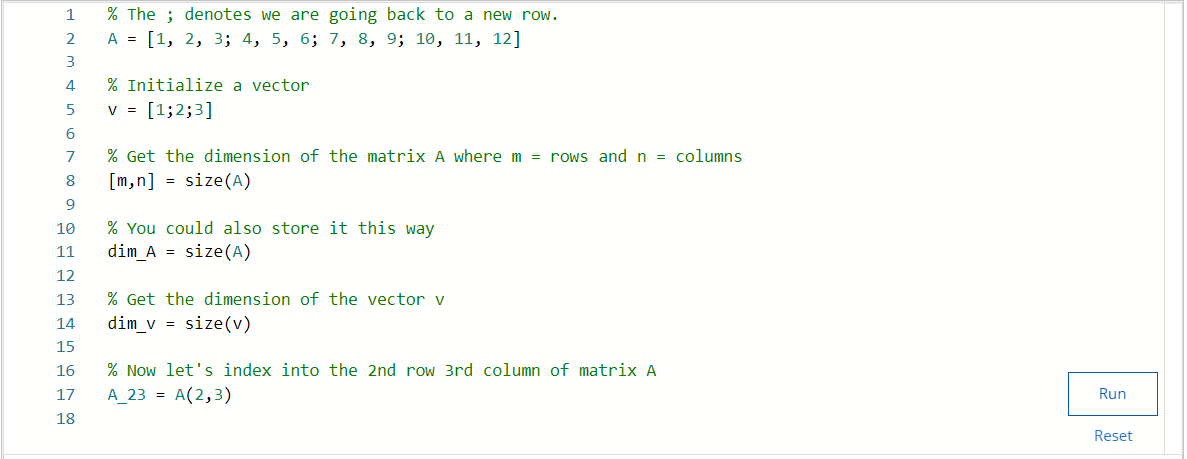 1 % The ; denotes we are going back to a new row.
2 A = [1, 2, 3; 4, 5, 6; 7, 8, 9; 10, 11, 12]
3
4 % Initialize a vector
5 v = [1;2;3]
6
7 % Get the dimension of the matrix A where m = rows and n = columns
8 [m,n] = size(A)
9
10 % You could also store it this way
11 dim_A = size(A)
12
13 % Get the dimension of the vector v
14 dim_v = size(v)
15
16 % Now let's index into the 2nd row 3rd column of matrix A
17 A_23 = A(2,3)
18
Run
Reset